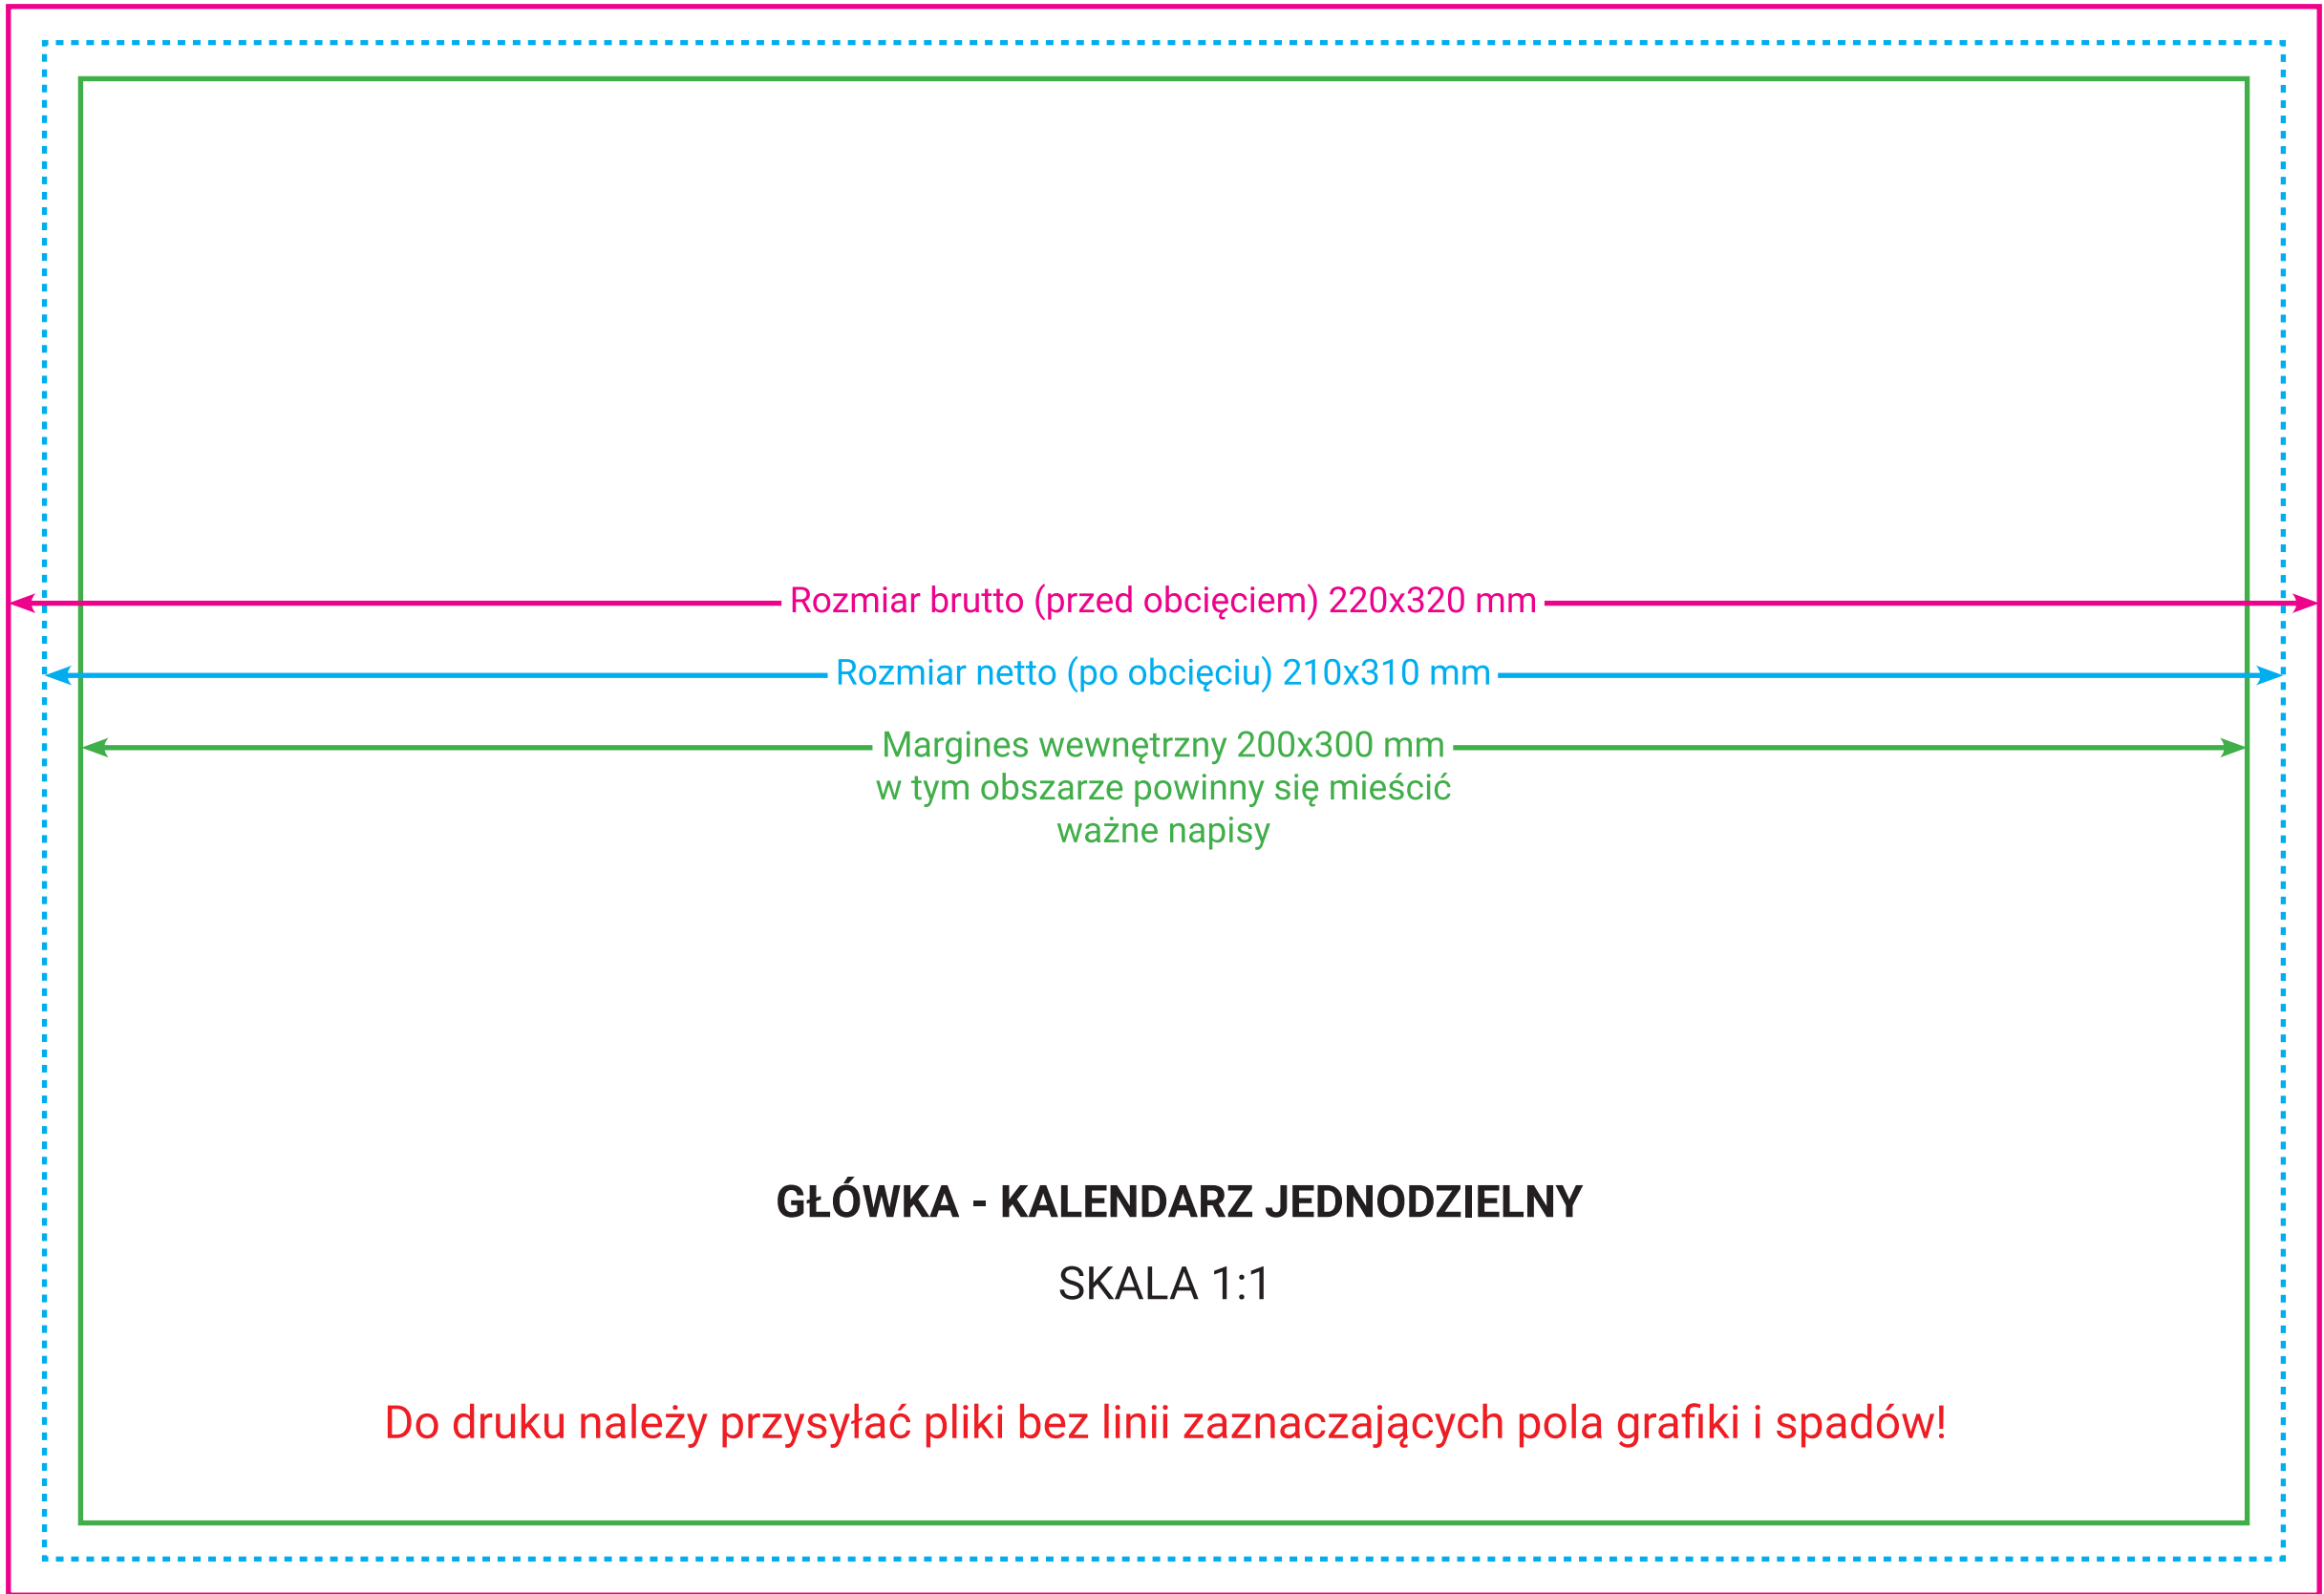 Rozmiar brutto (przed obcięciem) 220x320 mm
Rozmiar netto (po obcięciu) 210x310 mm
Margines wewnętrzny 200x300 mm
w tym obszarze powinny się mieścić
ważne napisy
GŁÓWKA - KALENDARZ JEDNODZIELNY
SKALA 1:1
Do druku należy przysyłać pliki bez linii zaznaczających pola grafiki i spadów!